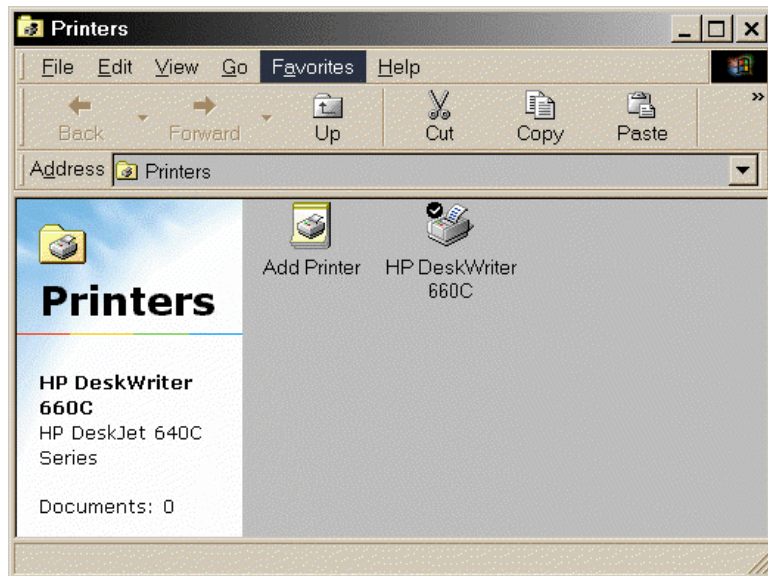 Printers
File Edit View Go Favorites Help
Back Forward Up Cut Copy Paste »
Address Printers
Add Printer
HP DeskWriter
660C
Printers
HP DeskWriter
660C
HP DeskJet 640C
Series
Documents: 0